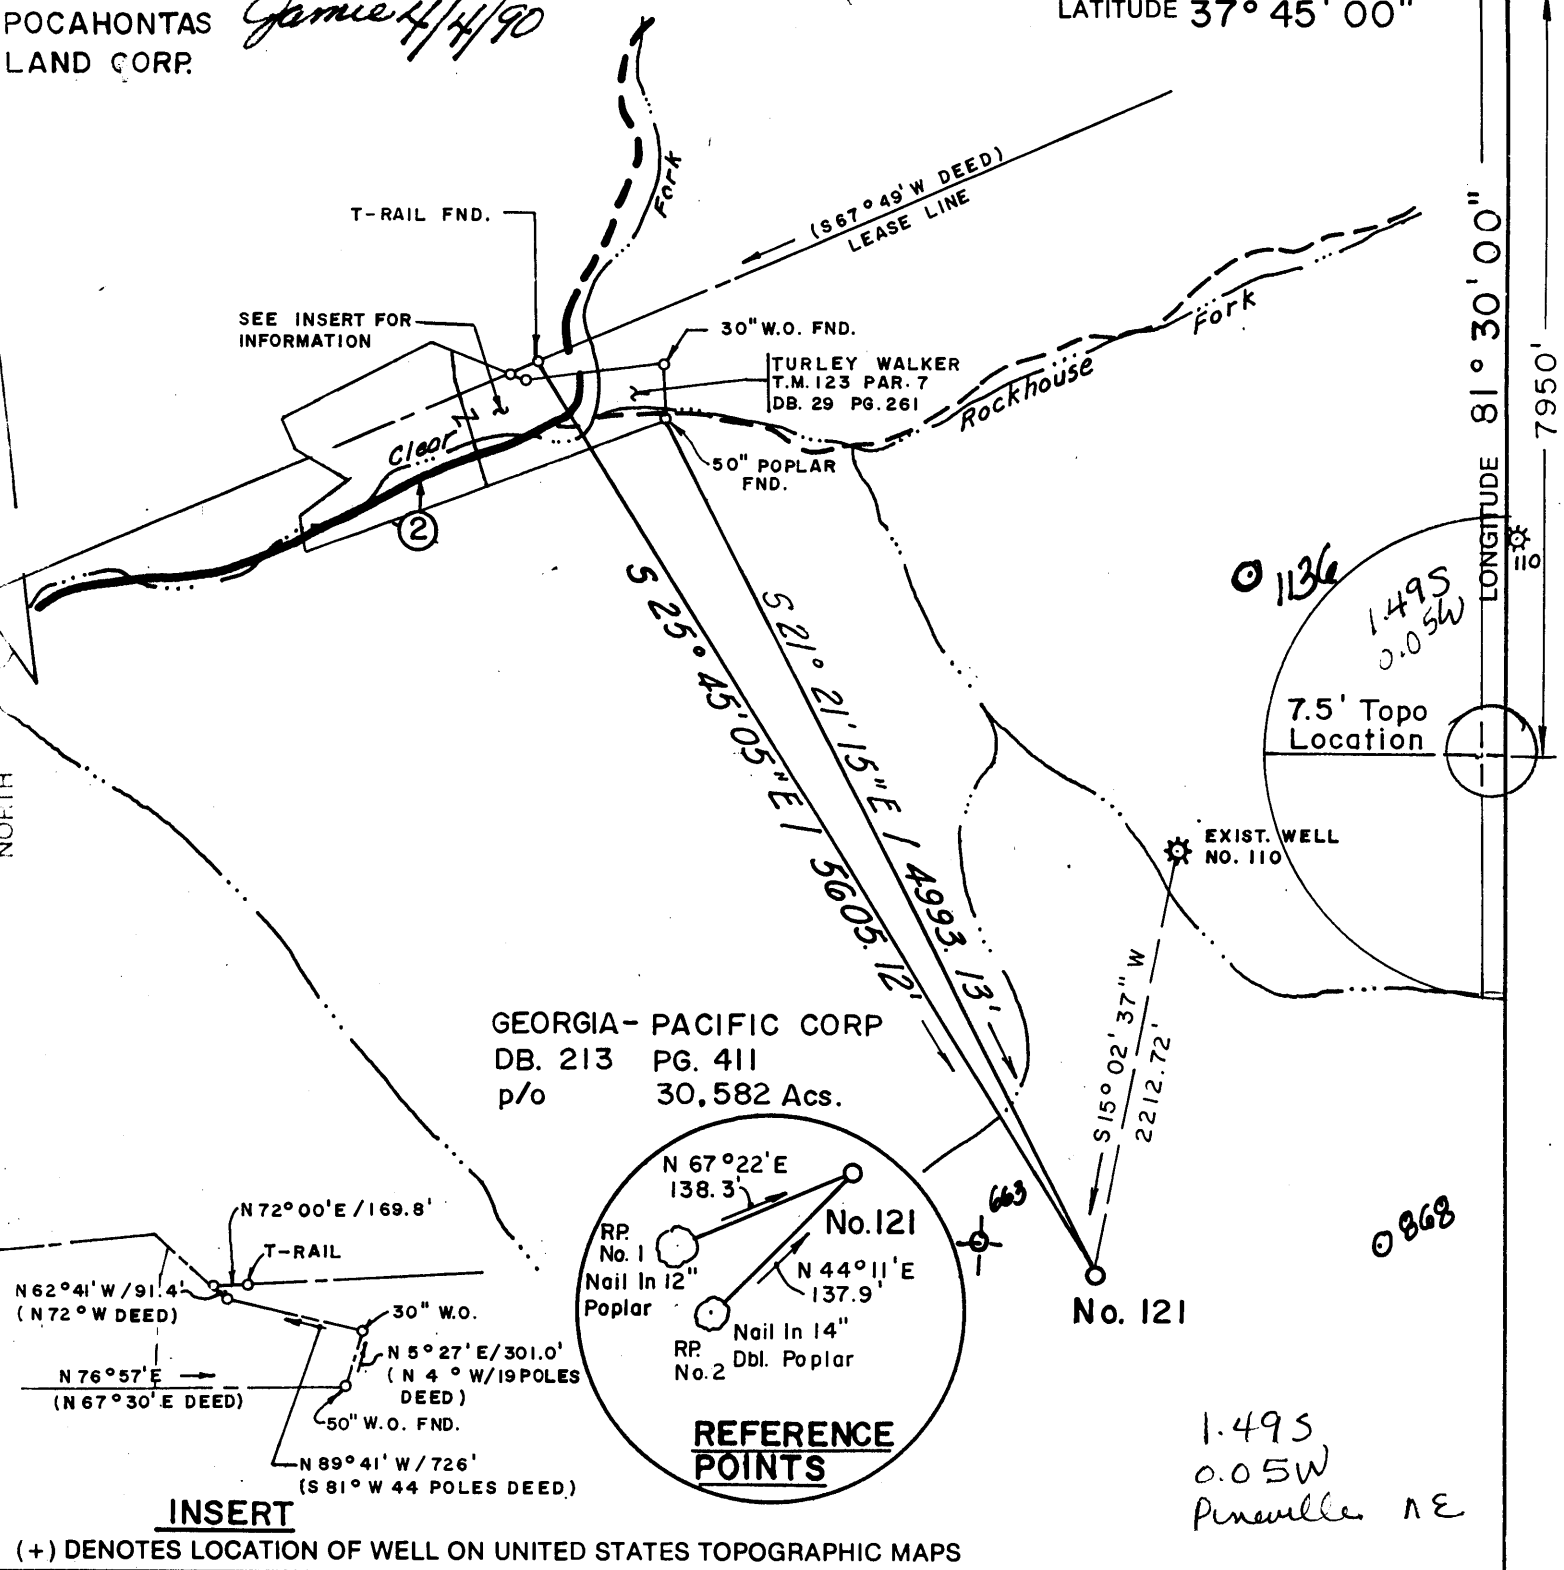 POCAHONTAS
LAND CORP.
Jamie 4/4/90
LATITUDE 37° 45' 00"
Fork
T-RAIL FND.
(S 67° 49' W DEED)
LEASE LINE
SEE INSERT FOR
INFORMATION
30" W.O. FND.
TURLEY WALKER
T.M. 123 PAR. 7
DB. 29 PG. 261
Fork
Rockhouse
Clear
50" POPLAR
FND.
2
LONGITUDE 81° 30' 00"
7950'
110
1136
1.49S
0.05W
7.5' Topo
Location
S 25° 45' 05" E / 5605.12'
S 21° 21' 15" E / 4993.13'
NORTH
EXIST. WELL
NO. 110
S 15° 02' 37" W
2212.72'
GEORGIA-PACIFIC CORP
DB. 213 PG. 411
p/o 30,582 Acs.
N 67° 22' E
138.3'
No. 121
RP.
No. 1
Nail In 12"
Poplar
N 44° 11' E
137.9'
RP.
No. 2
Nail In 14"
Dbl. Poplar
REFERENCE
POINTS
663
868
No. 121
N 72° 00' E / 169.8'
T-RAIL
N 62° 41' W / 91.4'
(N 72° W DEED)
30" W.O.
N 5° 27' E / 301.0'
(N 4° W / 19 POLES
DEED)
N 76° 57' E
(N 67° 30' E DEED)
50" W.O. FND.
N 89° 41' W / 726'
(S 81° W 44 POLES DEED)
INSERT
1.49S
0.05W
Pineville NE
(+) DENOTES LOCATION OF WELL ON UNITED STATES TOPOGRAPHIC MAPS